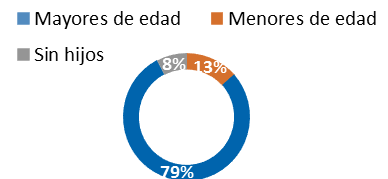 Mayores de edad
Menores de edad
Sin hijos
8%
13%
79%